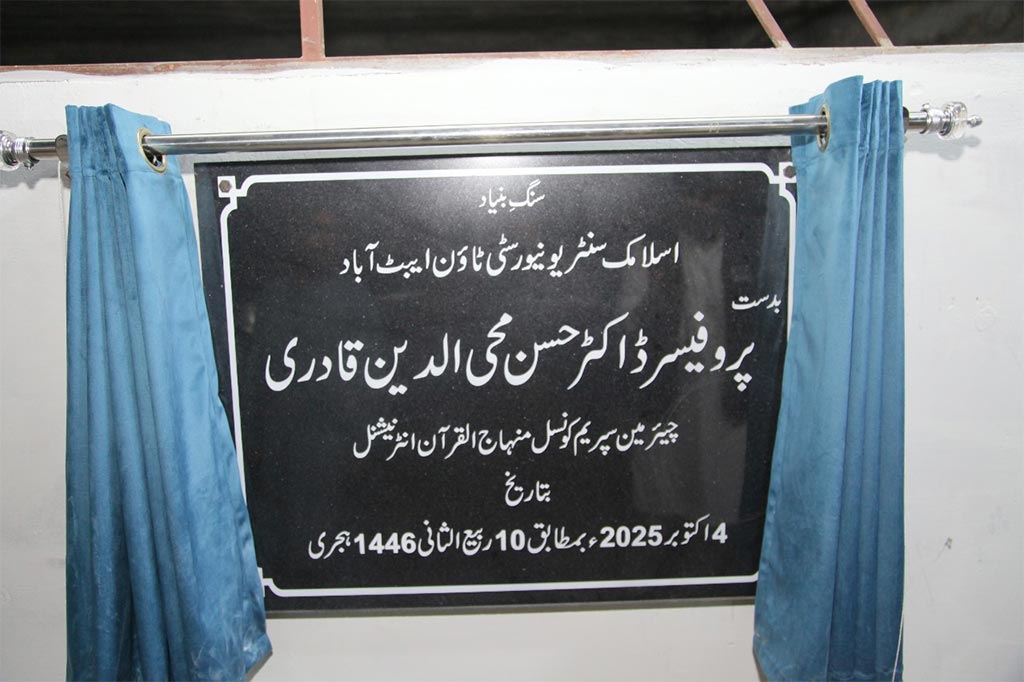 سنگِ بنیاد
اسلامک سنٹر یونیورسٹی ٹاؤن ایبٹ آباد
بدست
پروفیسر ڈاکٹر حسن محی الدین قادری
چیئرمین سپریم کونسل منہاج القرآن انٹرنیشنل
بتاریخ
4 اکتوبر 2025ء بمطابق 10 ربیع الثانی 1446 ہجری